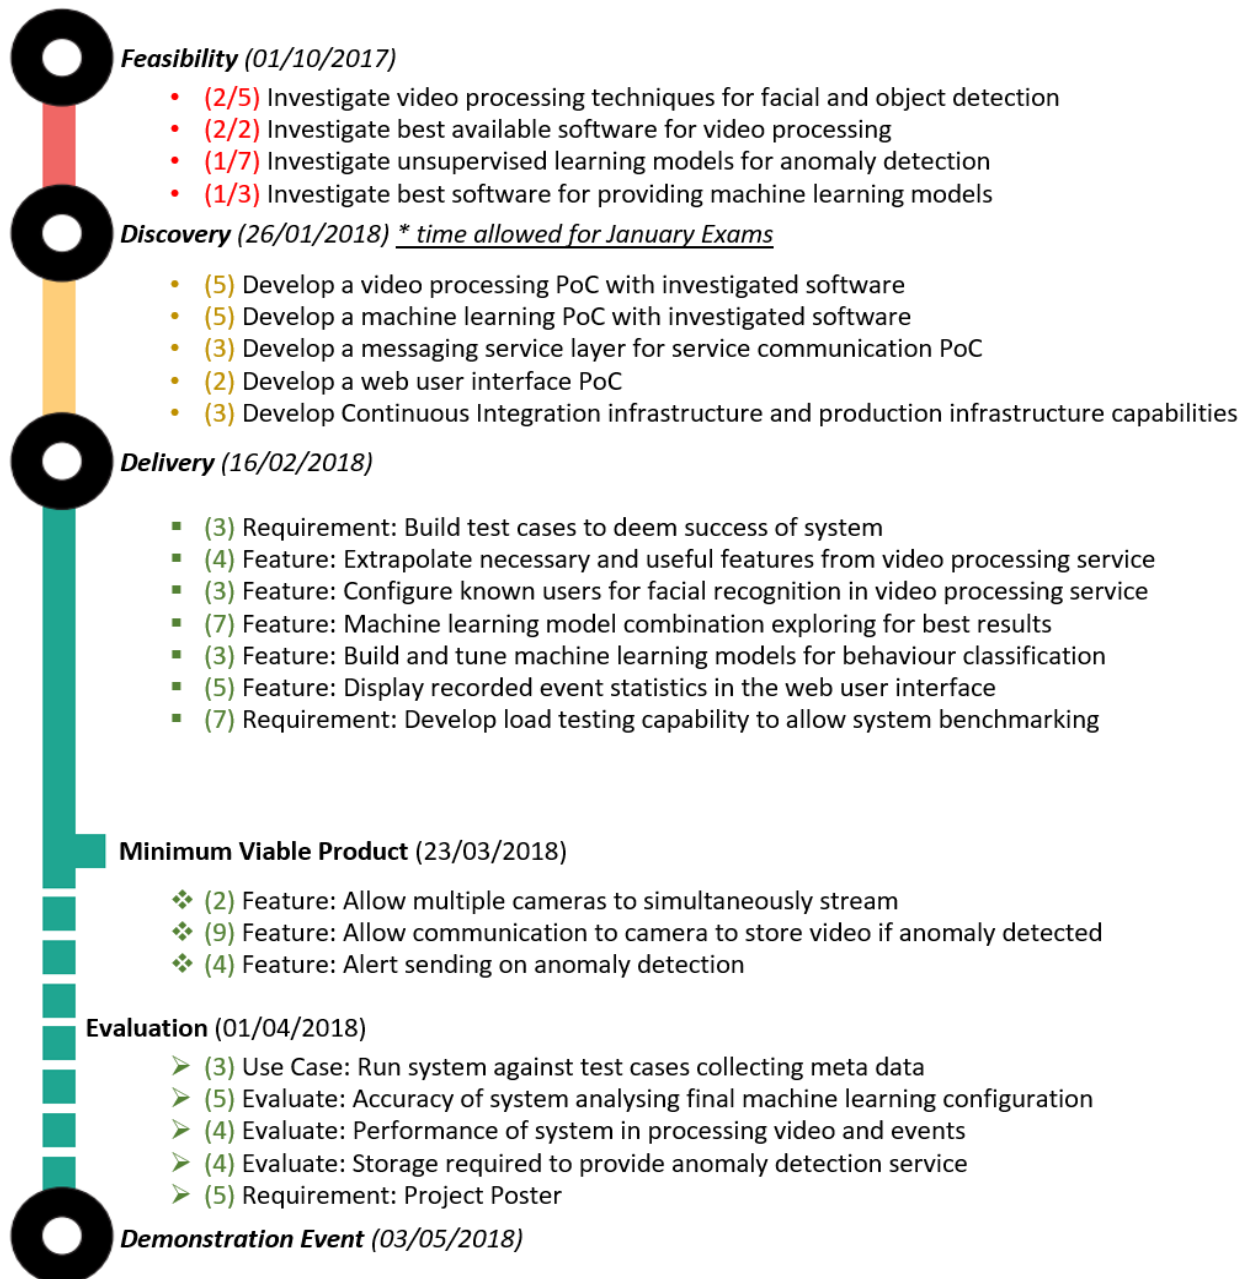 Feasibility (01/10/2017)
• (2/5) Investigate video processing techniques for facial and object detection
• (2/2) Investigate best available software for video processing
• (1/7) Investigate unsupervised learning models for anomaly detection
• (1/3) Investigate best software for providing machine learning models
Discovery (26/01/2018) * time allowed for January Exams
• (5) Develop a video processing PoC with investigated software
• (5) Develop a machine learning PoC with investigated software
• (3) Develop a messaging service layer for service communication PoC
• (2) Develop a web user interface PoC
• (3) Develop Continuous Integration infrastructure and production infrastructure capabilities
Delivery (16/02/2018)
▪ (3) Requirement: Build test cases to deem success of system
▪ (4) Feature: Extrapolate necessary and useful features from video processing service
▪ (3) Feature: Configure known users for facial recognition in video processing service
▪ (7) Feature: Machine learning model combination exploring for best results
▪ (3) Feature: Build and tune machine learning models for behaviour classification
▪ (5) Feature: Display recorded event statistics in the web user interface
▪ (7) Requirement: Develop load testing capability to allow system benchmarking
Minimum Viable Product (23/03/2018)
❖ (2) Feature: Allow multiple cameras to simultaneously stream
❖ (9) Feature: Allow communication to camera to store video if anomaly detected
❖ (4) Feature: Alert sending on anomaly detection
Evaluation (01/04/2018)
➢ (3) Use Case: Run system against test cases collecting meta data
➢ (5) Evaluate: Accuracy of system analysing final machine learning configuration
➢ (4) Evaluate: Performance of system in processing video and events
➢ (4) Evaluate: Storage required to provide anomaly detection service
➢ (5) Requirement: Project Poster
Demonstration Event (03/05/2018)